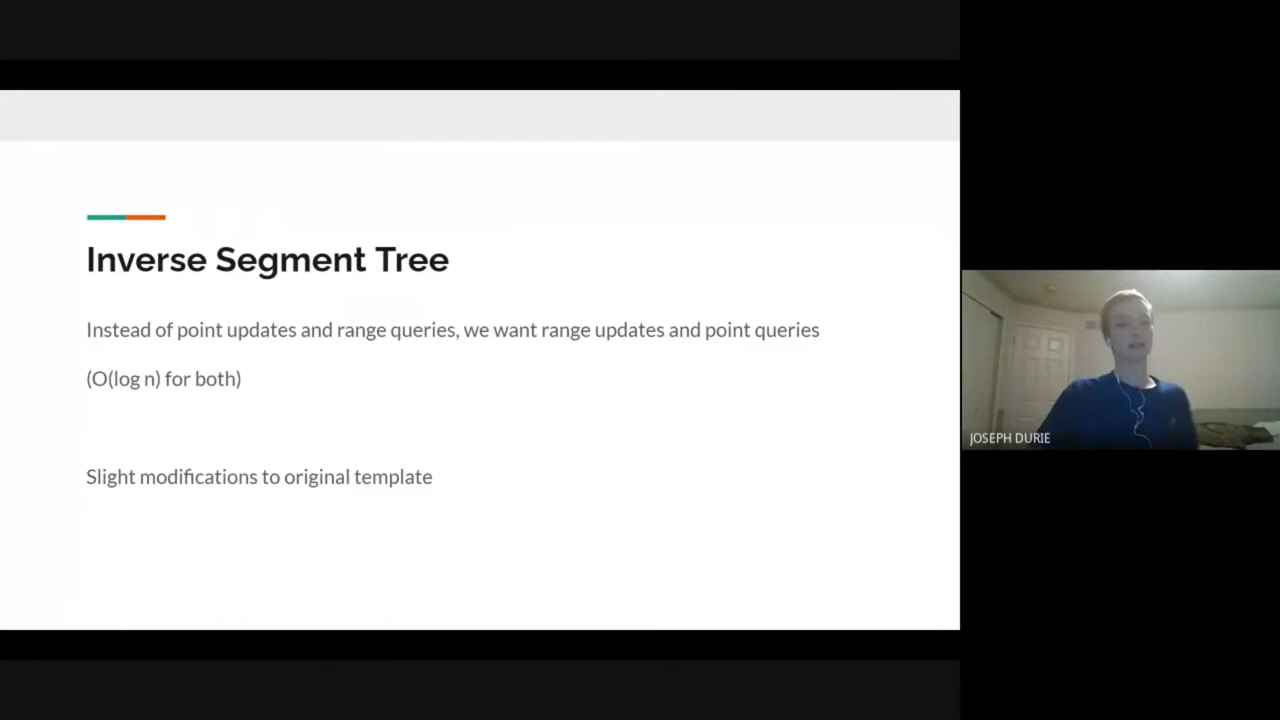 Inverse Segment Tree
Instead of point updates and range queries, we want range updates and point queries
(O(log n) for both)
Slight modifications to original template
JOSEPH DURIE